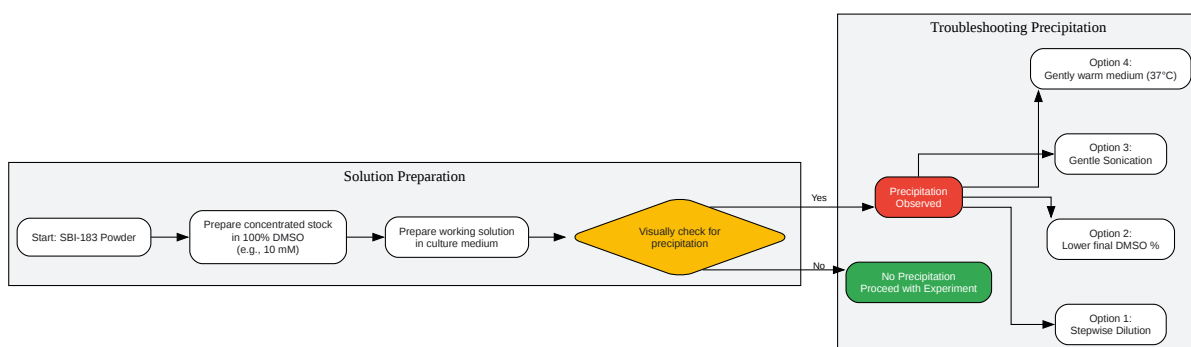 Solution Preparation
Start: SBI-183 Powder
Prepare concentrated stock
in 100% DMSO
(e.g., 10 mM)
Prepare working solution
in culture medium
Visually check for
precipitation
Yes
No
Troubleshooting Precipitation
Precipitation
Observed
No Precipitation
Proceed with Experiment
Option 4:
Gently warm medium (37°C)
Option 3:
Gentle Sonication
Option 2:
Lower final DMSO %
Option 1:
Stepwise Dilution